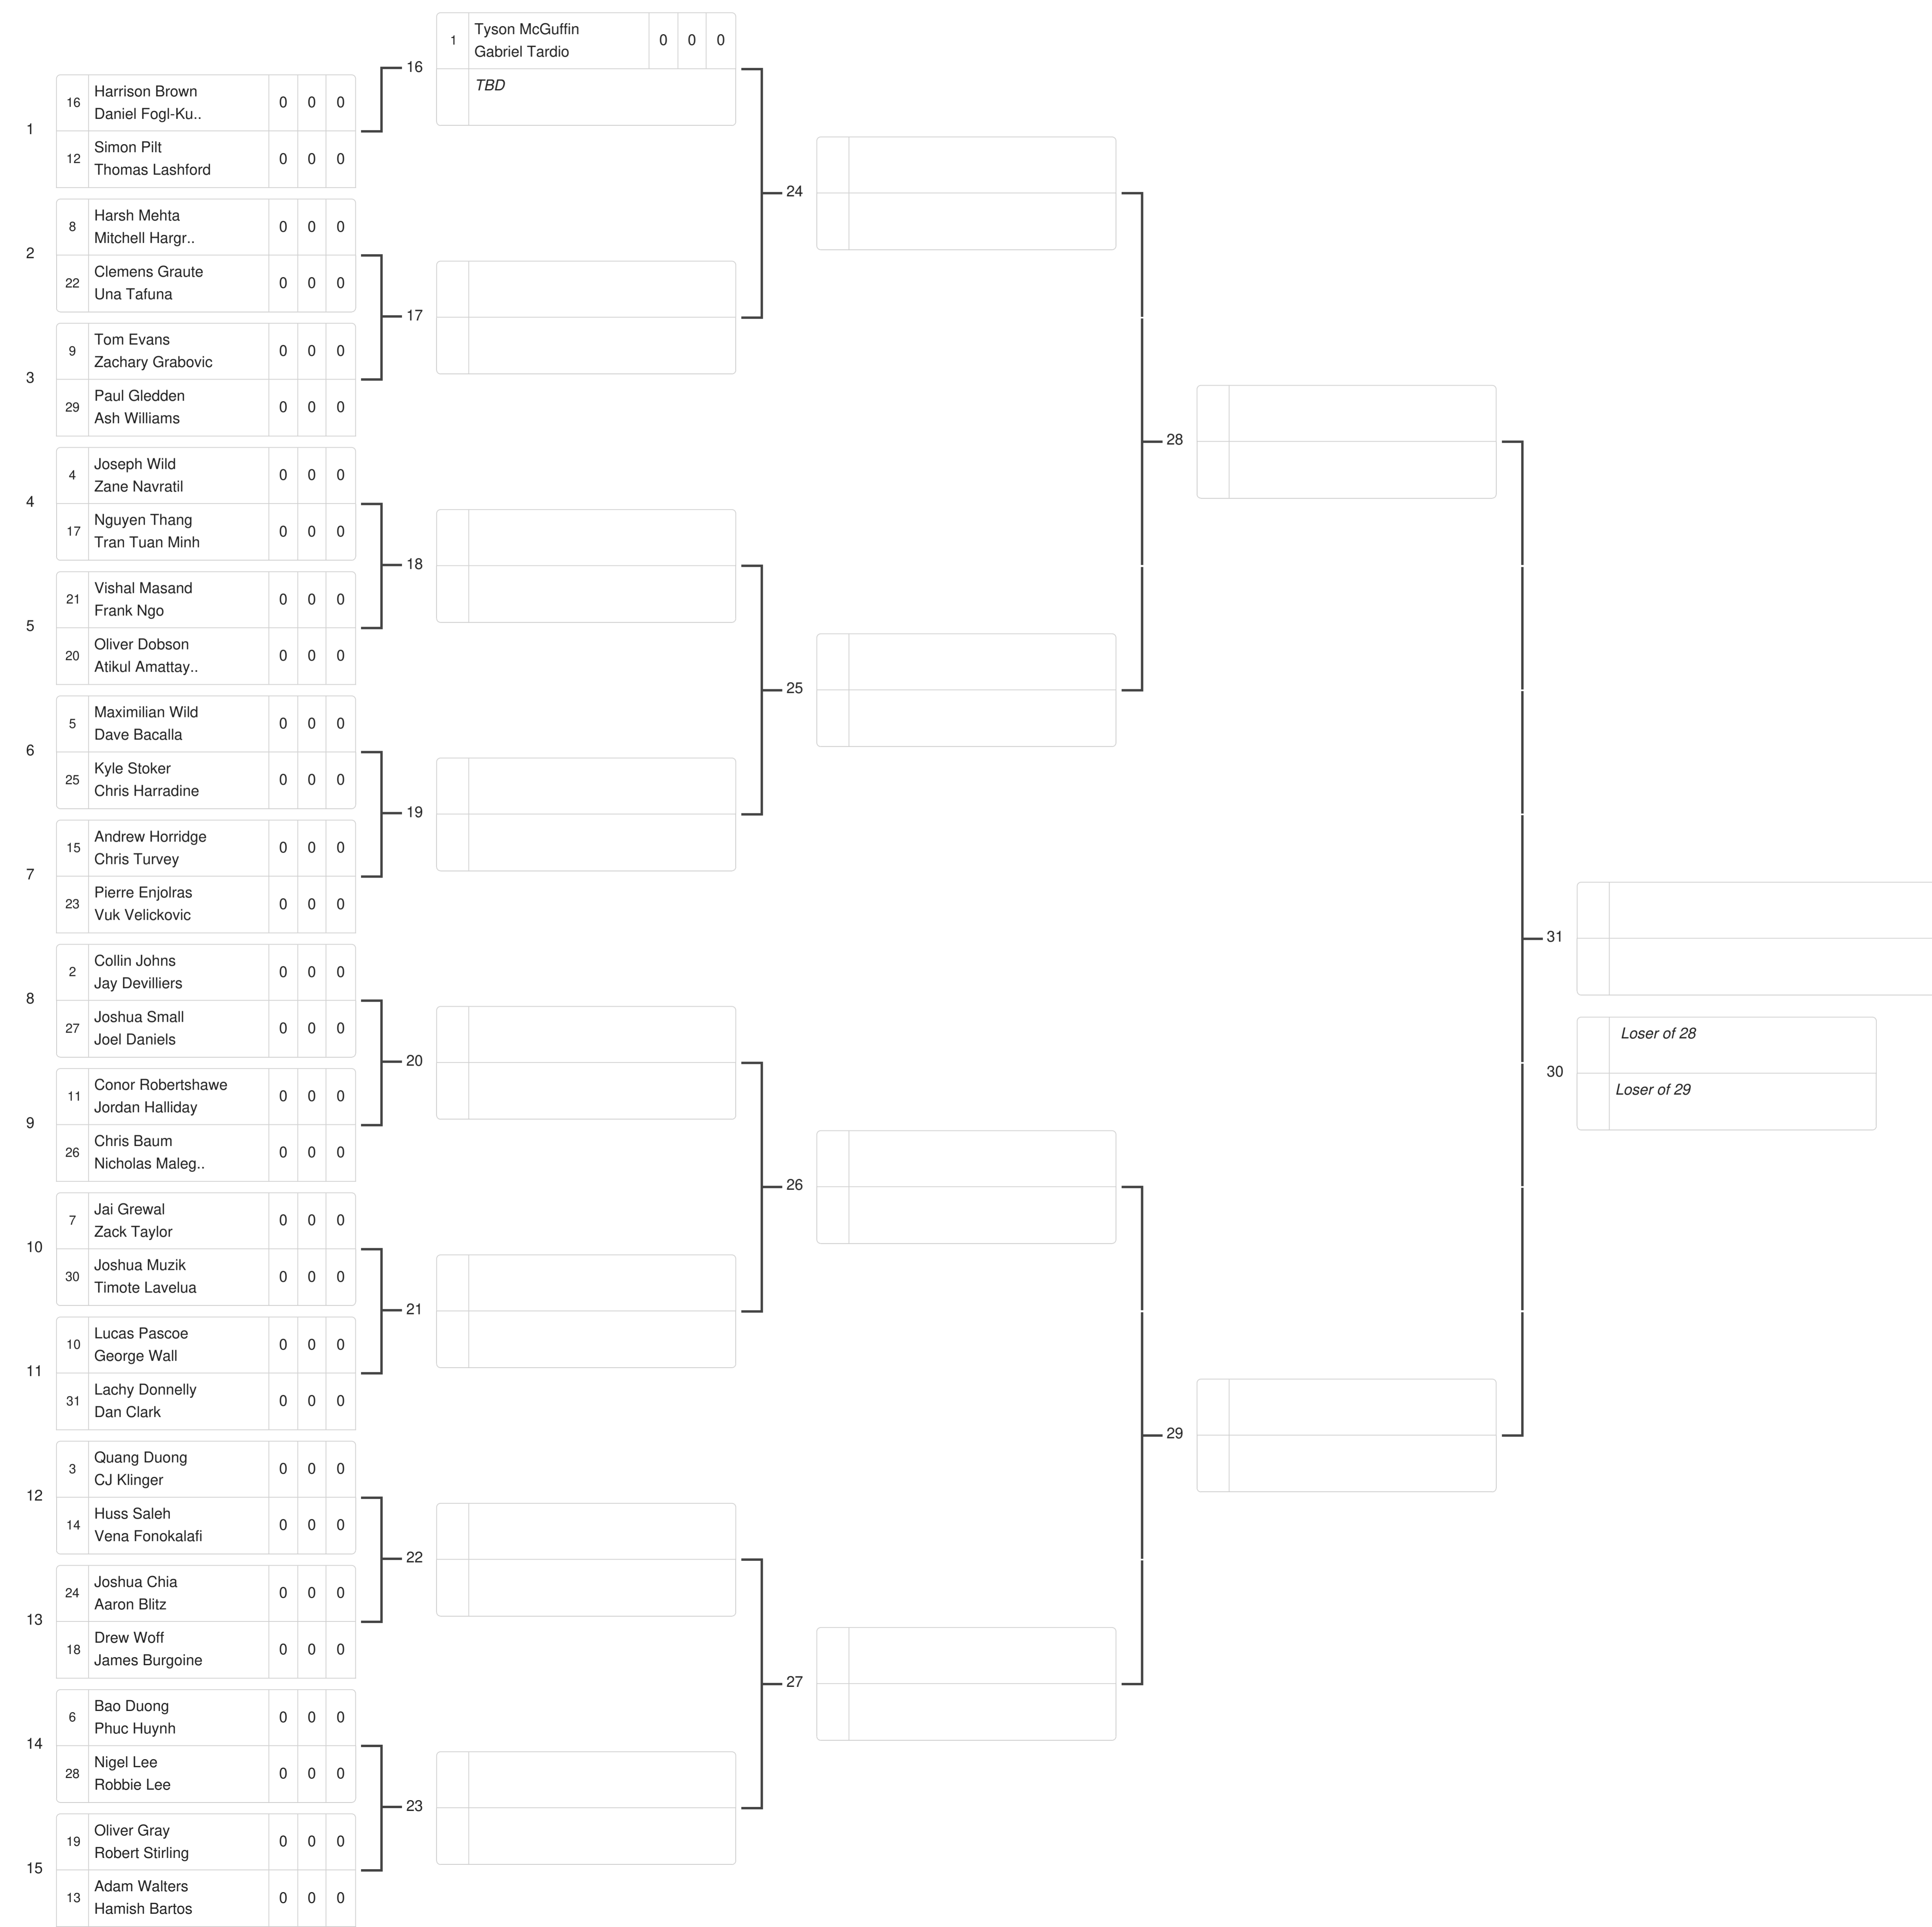 1 Tyson McGuffin 0 0 0
Gabriel Tardio
16
TBD
16 Harrison Brown 0 0 0
Daniel Fogl-Ku..
1
12 Simon Pilt 0 0 0
Thomas Lashford
8 Harsh Mehta 0 0 0
Mitchell Hargr..
2
22 Clemens Graute 0 0 0
Una Tafuna
17
9 Tom Evans 0 0 0
Zachary Grabovic
3
29 Paul Gledden 0 0 0
Ash Williams
24
4 Joseph Wild 0 0 0
Zane Navratil
4
17 Nguyen Thang 0 0 0
Tran Tuan Minh
18
21 Vishal Masand 0 0 0
Frank Ngo
5
20 Oliver Dobson 0 0 0
Atikul Amattay..
5 Maximilian Wild 0 0 0
Dave Bacalla
6
25 Kyle Stoker 0 0 0
Chris Harradine
19
15 Andrew Horridge 0 0 0
Chris Turvey
7
23 Pierre Enjolras 0 0 0
Vuk Velickovic
25
28
2 Collin Johns 0 0 0
Jay Devilliers
8
27 Joshua Small 0 0 0
Joel Daniels
20
11 Conor Robertshawe 0 0 0
Jordan Halliday
9
26 Chris Baum 0 0 0
Nicholas Maleg..
7 Jai Grewal 0 0 0
Zack Taylor
10
30 Joshua Muzik 0 0 0
Timote Lavelua
21
10 Lucas Pascoe 0 0 0
George Wall
11
31 Lachy Donnelly 0 0 0
Dan Clark
26
3 Quang Duong 0 0 0
CJ Klinger
12
14 Huss Saleh 0 0 0
Vena Fonokalafi
22
24 Joshua Chia 0 0 0
Aaron Blitz
13
18 Drew Woff 0 0 0
James Burgoine
6 Bao Duong 0 0 0
Phuc Huynh
14
28 Nigel Lee 0 0 0
Robbie Lee
23
19 Oliver Gray 0 0 0
Robert Stirling
15
13 Adam Walters 0 0 0
Hamish Bartos
27
29
31
Loser of 28
30
Loser of 29